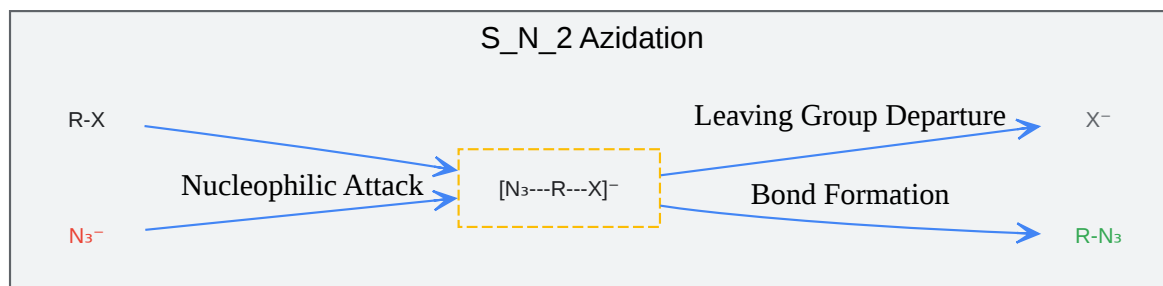 S_N_2 Azidation
R-X
Leaving Group Departure
X⁻
Nucleophilic Attack
[N₃---R---X]⁻
Bond Formation
N₃⁻
R-N₃